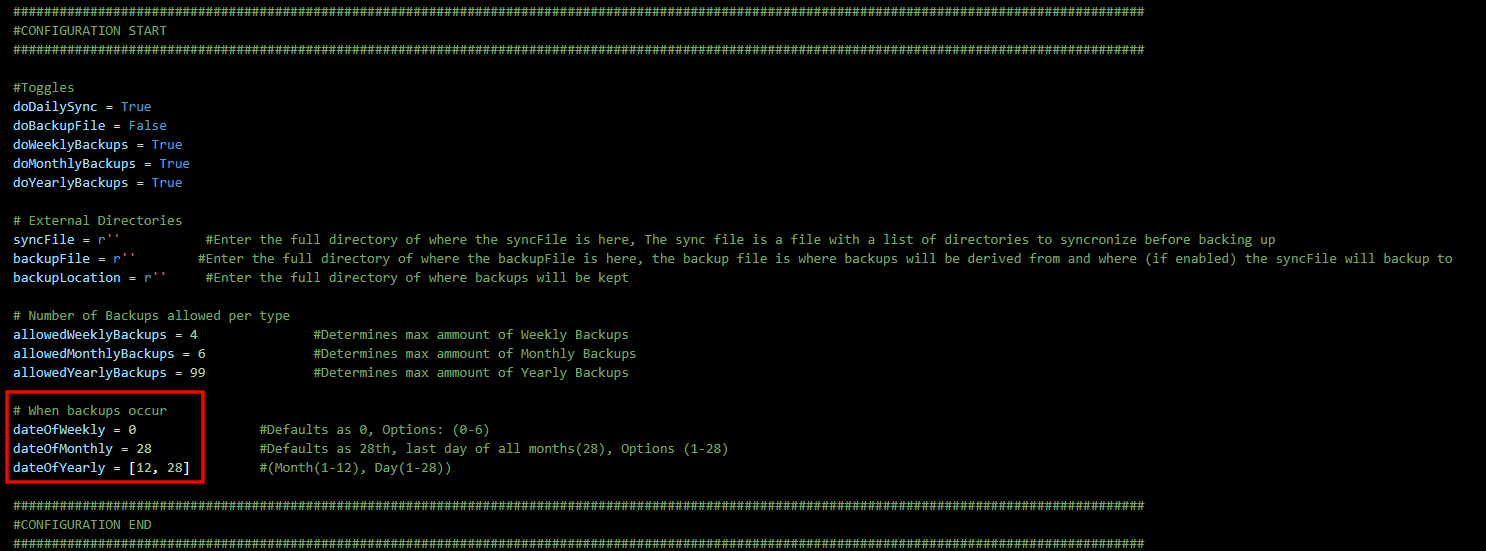 ###################################################################################################################################################
#CONFIGURATION START
###################################################################################################################################################
#Toggles
doDailySync = True
doBackupFile = False
doWeeklyBackups = True
doMonthlyBackups = True
doYearlyBackups = True
# External Directories
syncFile = r''           #Enter the full directory of where the syncFile is here, The sync file is a file with a list of directories to syncronize before backing up
backupFile = r''        #Enter the full directory of where the backupFile is here, the backup file is where backups will be derived from and where (if enabled) the syncFile will backup to
backupLocation = r''     #Enter the full directory of where backups will be kept
# Number of Backups allowed per type
allowedWeeklyBackups = 4               #Determines max ammount of Weekly Backups
allowedMonthlyBackups = 6              #Determines max ammount of Monthly Backups
allowedYearlyBackups = 99              #Determines max ammount of Yearly Backups
# When backups occur
dateOfWeekly = 0                #Defaults as 0, Options: (0-6)
dateOfMonthly = 28              #Defaults as 28th, last day of all months(28), Options (1-28)
dateOfYearly = [12, 28]         #(Month(1-12), Day(1-28))
###################################################################################################################################################
#CONFIGURATION END
###################################################################################################################################################